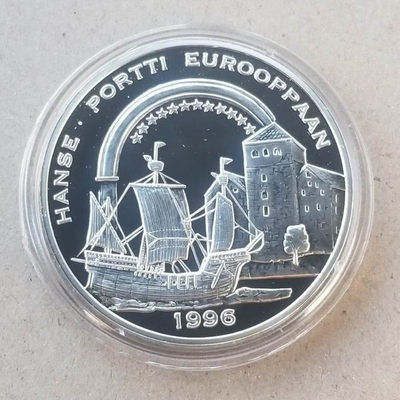 HANSE · PORTTI EUROOPPAAN
1996